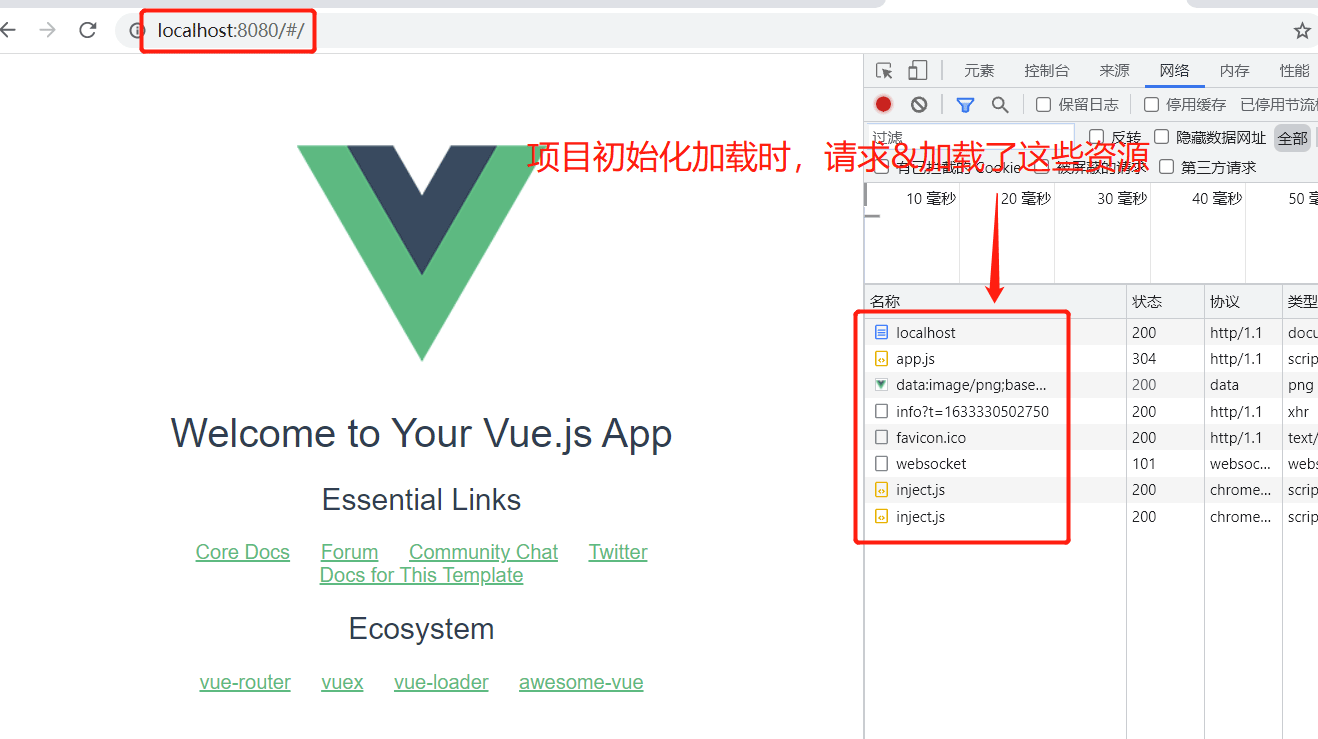 localhost:8080/#/
元素 控制台 来源 网络 内存 性能
保留日志 停用缓存 已停用节流
过滤 反转 隐藏数据网址 全部
项目初始化加载时，请求&加载了这些资源
有已拦截的 Cookie 被屏蔽的请求 第三方请求
10 毫秒 20 毫秒 30 毫秒 40 毫秒 50
名称 状态 协议 类型
localhost 200 http/1.1 docu
app.js 304 http/1.1 scrip
data:image/png;base... 200 data png
info?t=1633330502750 200 http/1.1 xhr
favicon.ico 200 http/1.1 text/
websocket 101 websoc... webs
inject.js 200 chrome... scrip
inject.js 200 chrome... scrip
Welcome to Your Vue.js App
Essential Links
Core Docs Forum Community Chat Twitter
Docs for This Template
Ecosystem
vue-router vuex vue-loader awesome-vue